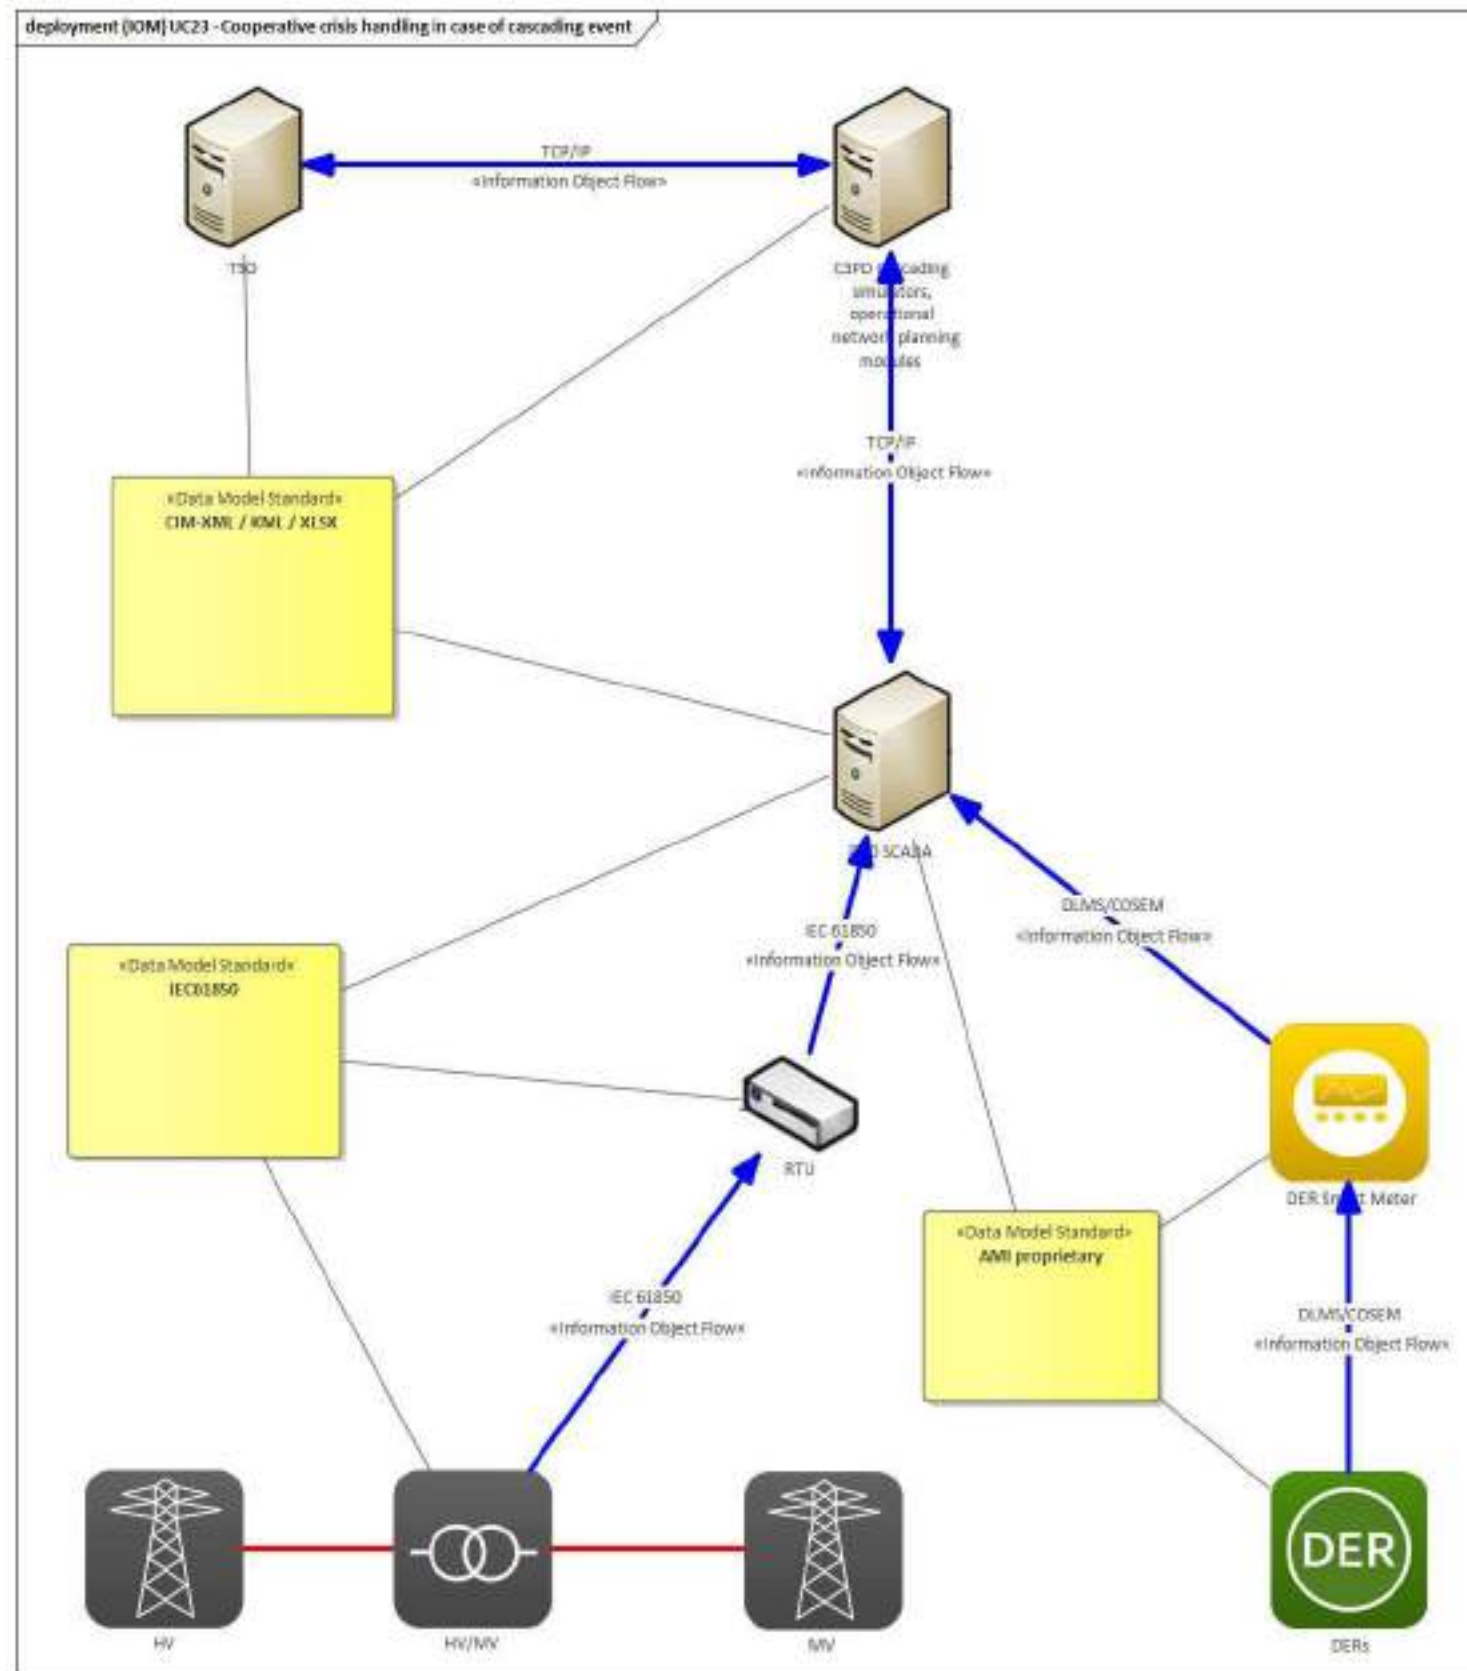 deployment (IOM) UC23 - Cooperative crisis handling in case of cascading event
TCP/IP
«Information Object Flow»
TSO
operational
network planning
modules
TCP/IP
«Information Object Flow»
«Data Model Standard»
CIM-XML / KML / XLSX
SCADA
DLMS/COSEM
«Information Object Flow»
IEC 61850
«Information Object Flow»
«Data Model Standard»
IEC61850
RTU
DER Smart Meter
«Data Model Standard»
AMI proprietary
IEC 61850
«Information Object Flow»
DLMS/COSEM
«Information Object Flow»
DER
HV
HV/MV
MV
DERs